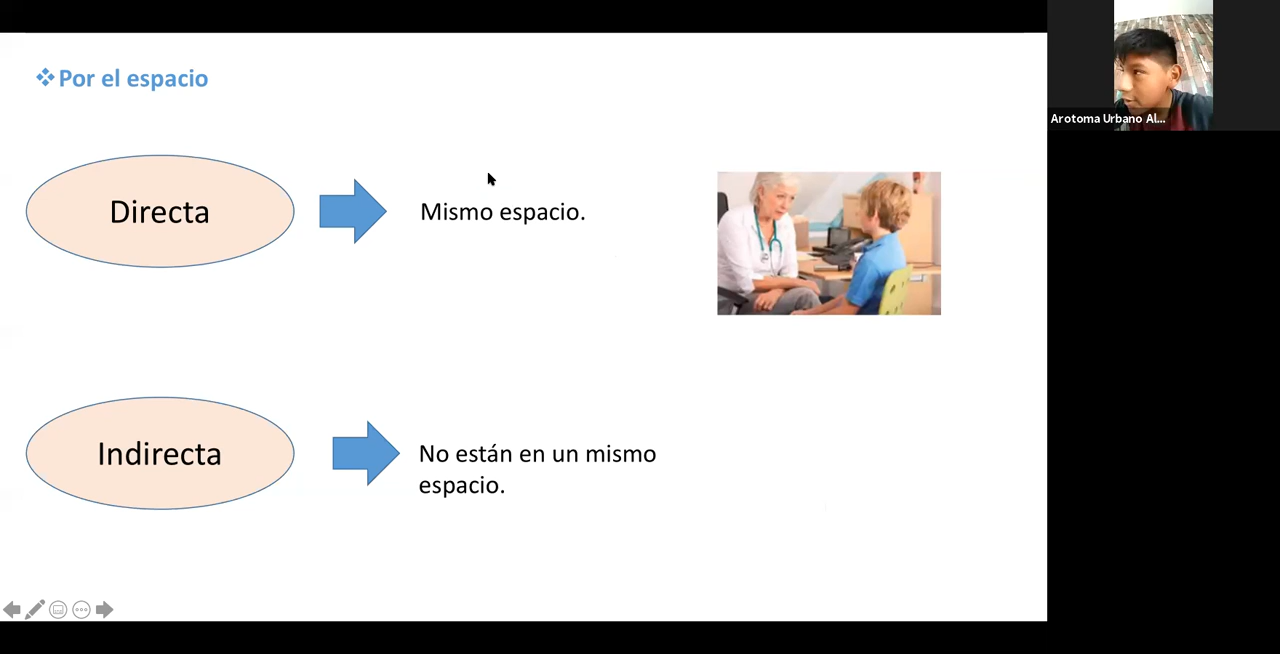 Por el espacio
Directa
Mismo espacio.
Indirecta
No están en un mismo
espacio.
Arotoma Urbano Al...